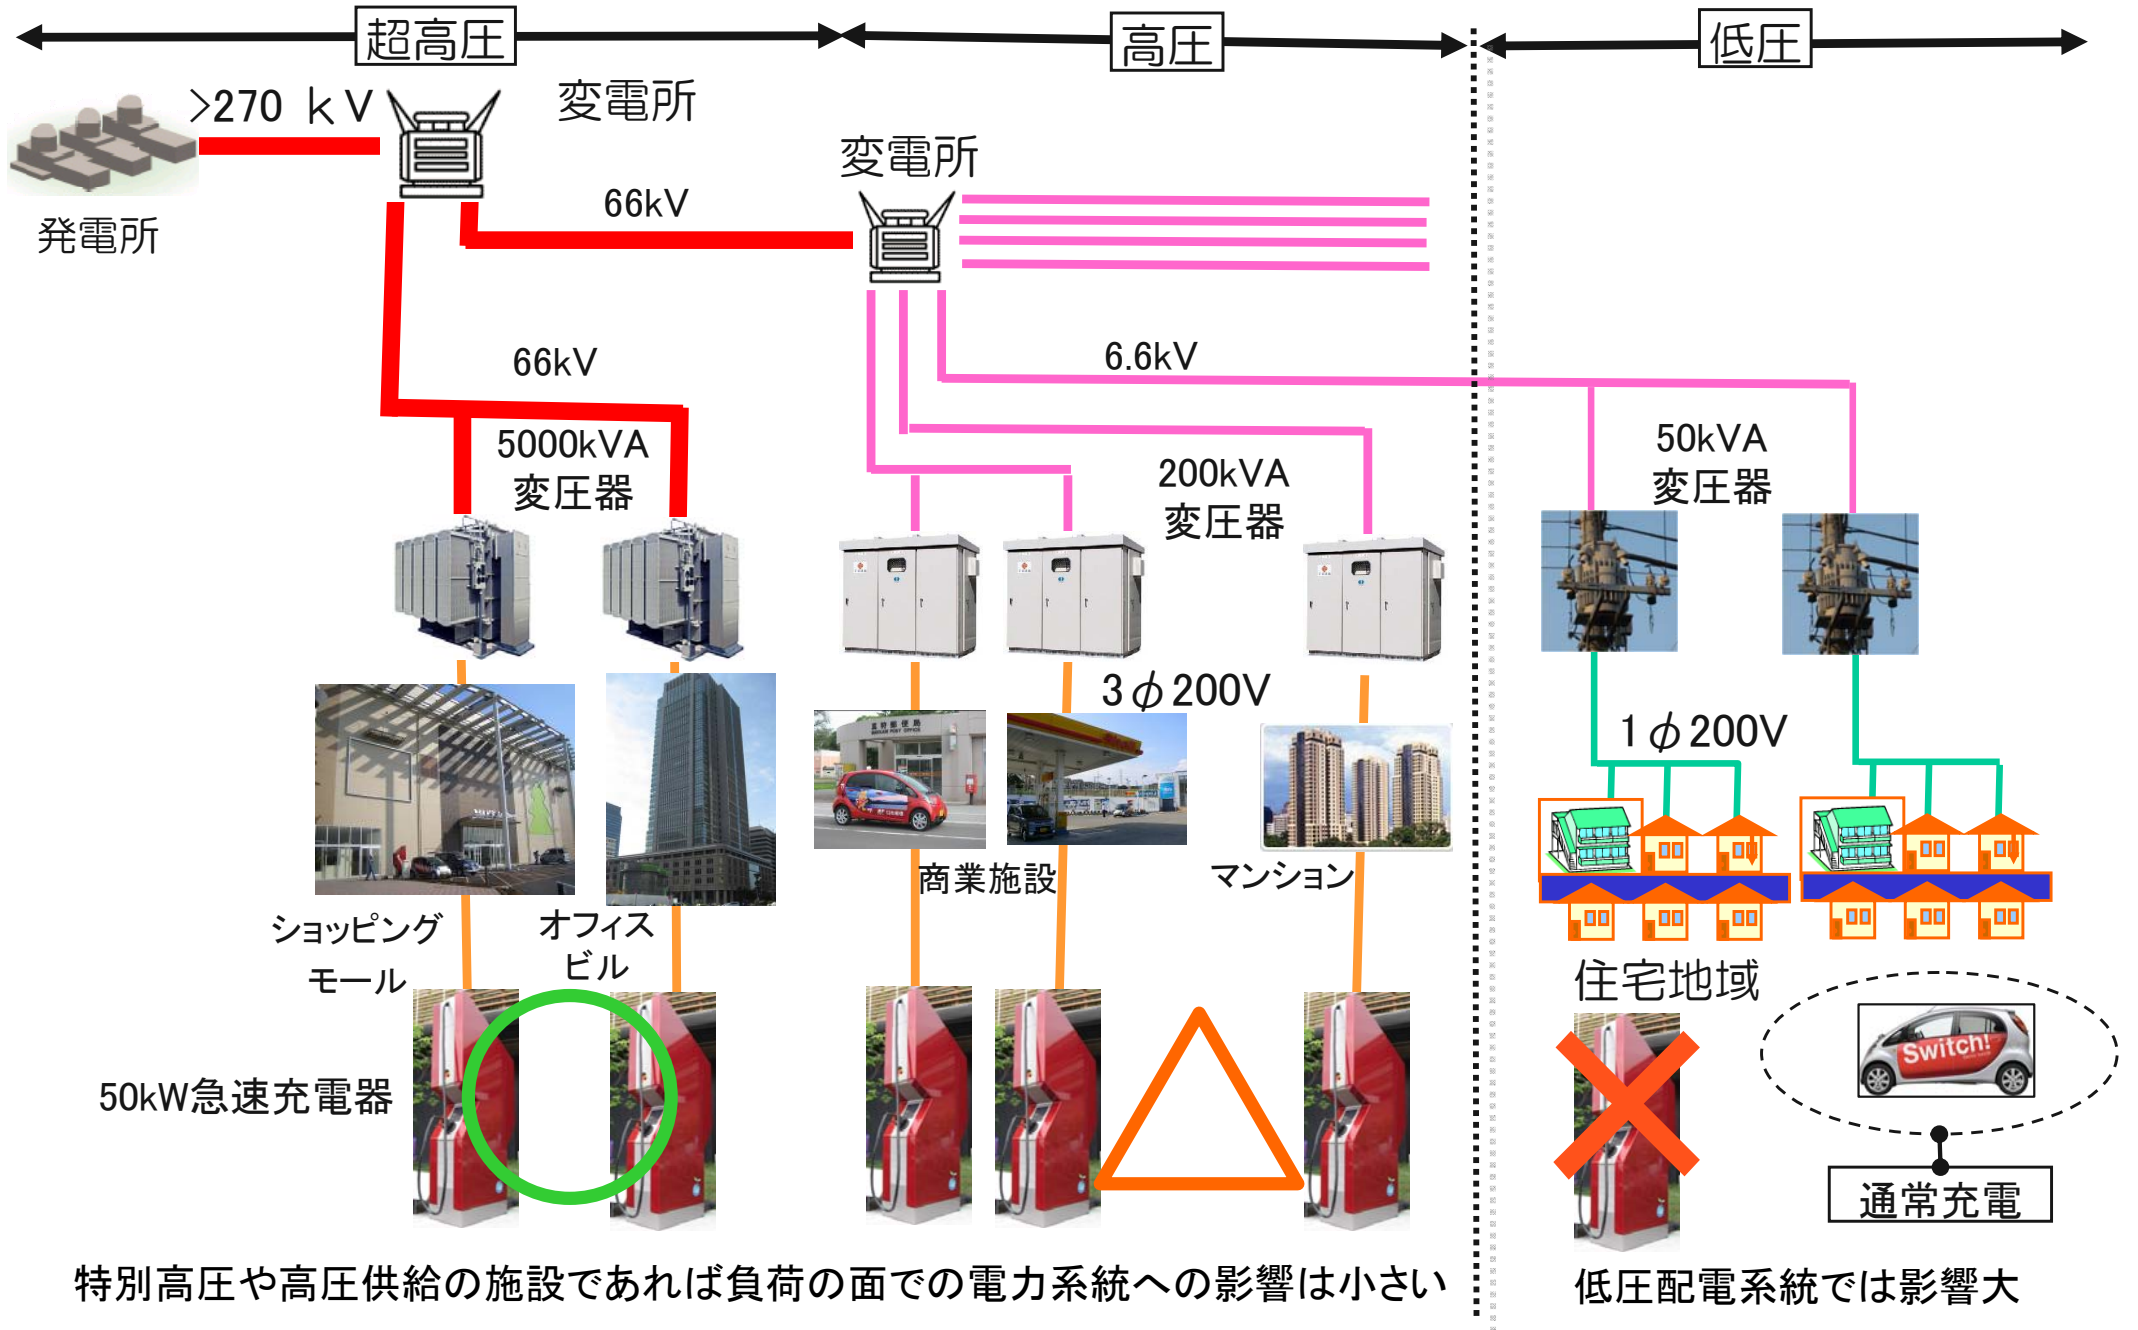 超高圧
高圧
低圧
>270 kV
変電所
変電所
発電所
66kV
66kV
6.6kV
5000kVA
変圧器
200kVA
変圧器
50kVA
変圧器
3φ200V
1φ200V
ショッピング
モール
オフィス
ビル
商業施設
マンション
住宅地域
Switch!
50kW急速充電器
通常充電
特別高圧や高圧供給の施設であれば負荷の面での電力系統への影響は小さい
低圧配電系統では影響大